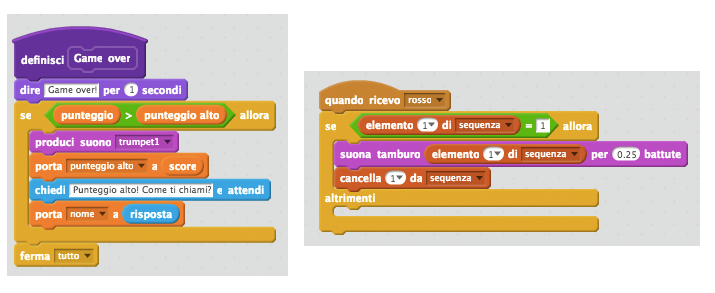 definisci Game over
dire Game over! per 1 secondi
se punteggio > punteggio alto allora
produci suono trumpet1
porta punteggio alto a score
chiedi Punteggio alto! Come ti chiami? e attendi
porta nome a risposta
ferma tutto
quando ricevo rosso
se elemento 1 di sequenza = 1 allora
suona tamburo elemento 1 di sequenza per 0.25 battute
cancella 1 da sequenza
altrimenti